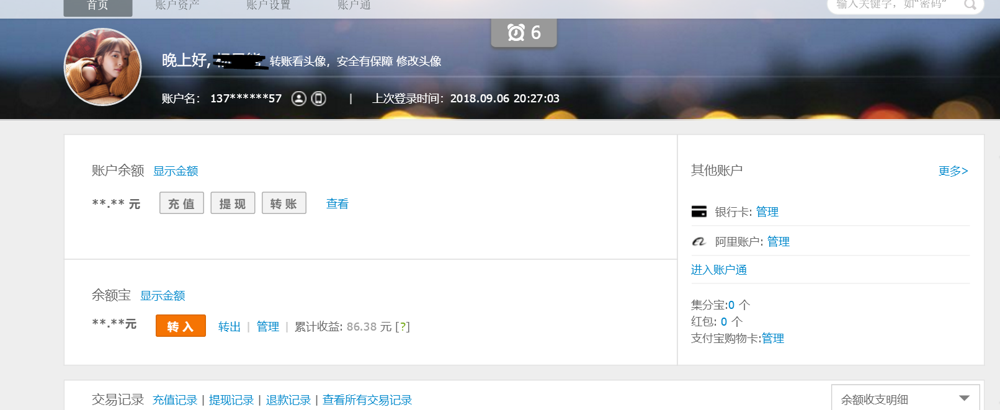 首页 账户资产 账户设置 账户通 输入关键字，如“密码”
6
晚上好, 转账看头像，安全有保障 修改头像
账户名： 137******57 | 上次登录时间：2018.09.06 20:27:03
账户余额 显示金额
**.** 元 充 值 提 现 转 账 查看
余额宝 显示金额
**.**元 转 入 转出 | 管理 | 累计收益: 86.38 元 [?]
其他账户 更多>
银行卡: 管理
阿里账户: 管理
进入账户通
集分宝:0 个
红包: 0 个
支付宝购物卡:管理
交易记录 充值记录 | 提现记录 | 退款记录 | 查看所有交易记录 余额收支明细